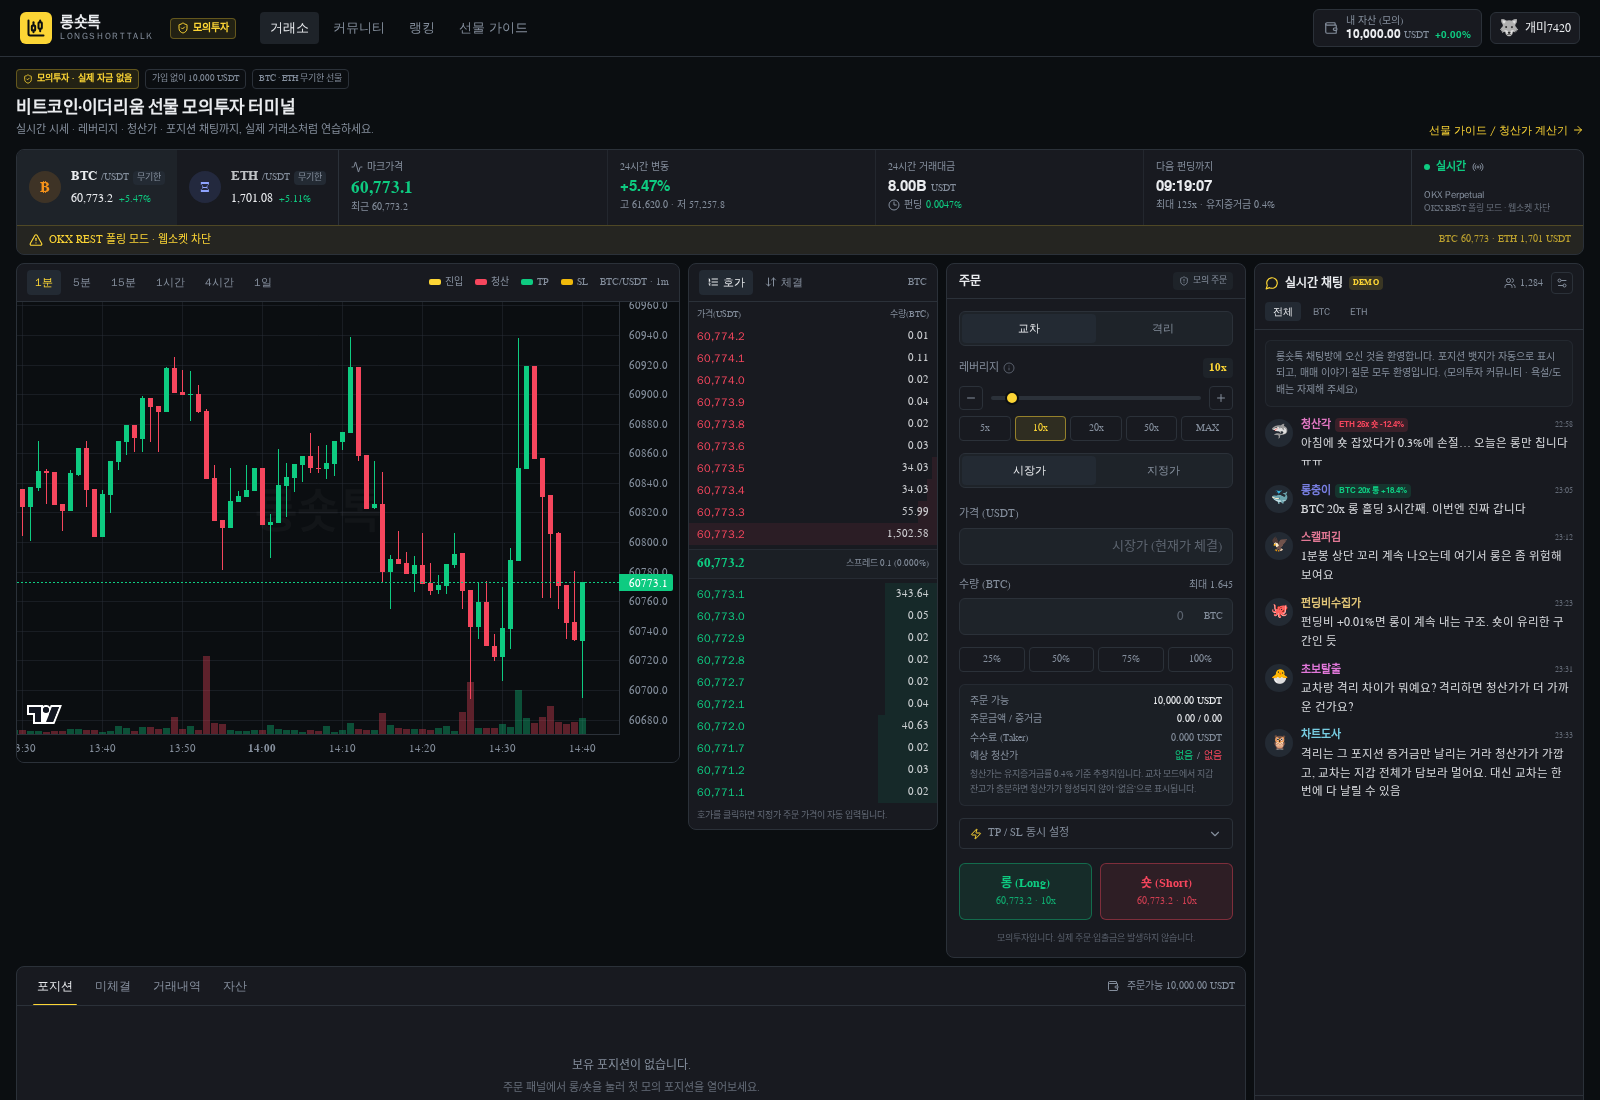 롱숏톡
LONGSHORTTALK
모의투자
거래소
커뮤니티
랭킹
선물 가이드
내 자산 (모의)
10,000.00 USDT +0.00%
개미7420
모의투자 · 실제 자금 없음
가입 없이 10,000 USDT
BTC · ETH 무기한 선물
비트코인·이더리움 선물 모의투자 터미널
실시간 시세 · 레버리지 · 청산가 · 포지션 채팅까지, 실제 거래소처럼 연습하세요.
선물 가이드 / 청산가 계산기
BTC /USDT 무기한
60,773.2 +5.47%
ETH /USDT 무기한
1,701.08 +5.11%
마크가격
60,773.1
최근 60,773.2
24시간 변동
+5.47%
고 61,620.0 · 저 57,257.8
24시간 거래대금
8.00B USDT
펀딩 0.0047%
다음 펀딩까지
09:19:07
최대 125x · 유지증거금 0.4%
실시간
OKX Perpetual
OKX REST 폴링 모드 · 웹소켓 차단
OKX REST 폴링 모드 · 웹소켓 차단
BTC 60,773 · ETH 1,701 USDT
1분
5분
15분
1시간
4시간
1일
진입
청산
TP
SL
BTC/USDT · 1m
60960.0
60940.0
60920.0
60900.0
60880.0
60860.0
60840.0
60820.0
60800.0
60780.0
60773.1
60760.0
60740.0
60720.0
60700.0
60680.0
롱숏톡
3:30
13:40
13:50
14:00
14:10
14:20
14:30
14:40
호가
체결
BTC
가격(USDT)
수량(BTC)
60,774.2 0.01
60,774.1 0.11
60,774.0 0.02
60,773.9 0.04
60,773.8 0.02
60,773.6 0.03
60,773.5 34.03
60,773.4 34.03
60,773.3 55.99
60,773.2 1,502.58
60,773.2 스프레드 0.1 (0.000%)
60,773.1 343.64
60,773.0 0.05
60,772.9 0.02
60,772.8 0.02
60,772.7 0.02
60,772.1 0.04
60,772.0 40.63
60,771.7 0.02
60,771.2 0.03
60,771.1 0.02
호가를 클릭하면 지정가 주문 가격이 자동 입력됩니다.
주문
모의 주문
교차
격리
레버리지
10x
5x
10x
20x
50x
MAX
시장가
지정가
가격 (USDT)
시장가 (현재가 체결)
수량 (BTC)
최대 1.645
0 BTC
25%
50%
75%
100%
주문 가능 10,000.00 USDT
주문금액 / 증거금 0.00 / 0.00
수수료 (Taker) 0.000 USDT
예상 청산가 없음 / 없음
청산가는 유지증거금률 0.4% 기준 추정치입니다. 교차 모드에서 지갑
잔고가 충분하면 청산가가 형성되지 않아 '없음'으로 표시됩니다.
TP / SL 동시 설정
롱 (Long)
60,773.2 · 10x
숏 (Short)
60,773.2 · 10x
모의투자입니다. 실제 주문·입출금은 발생하지 않습니다.
실시간 채팅 DEMO
1,284
전체
BTC
ETH
롱숏톡 채팅방에 오신 것을 환영합니다. 포지션 뱃지가 자동으로 표시
되고, 매매 이야기·질문 모두 환영입니다. (모의투자 커뮤니티 · 욕설/도
배는 자제해 주세요)
청산각 ETH 25x 숏 -12.4% 22:58
아침에 숏 잡았다가 0.3%에 손절… 오늘은 롱만 칩니다
ㅠㅠ
롱충이 BTC 20x 롱 +18.4% 23:05
BTC 20x 롱 홀딩 3시간째. 이번엔 진짜 갑니다
스캘퍼김 23:12
1분봉 상단 꼬리 계속 나오는데 여기서 롱은 좀 위험해
보여요
펀딩비수집가 23:23
펀딩비 +0.01%면 롱이 계속 내는 구조. 숏이 유리한 구
간인 듯
초보탈출 23:31
교차랑 격리 차이가 뭐예요? 격리하면 청산가가 더 가까
운 건가요?
차트도사 23:33
격리는 그 포지션 증거금만 날리는 거라 청산가가 가깝
고, 교차는 지갑 전체가 담보라 멀어요. 대신 교차는 한
번에 다 날릴 수 있음
포지션
미체결
거래내역
자산
주문가능 10,000.00 USDT
보유 포지션이 없습니다.
주문 패널에서 롱/숏을 눌러 첫 모의 포지션을 열어보세요.